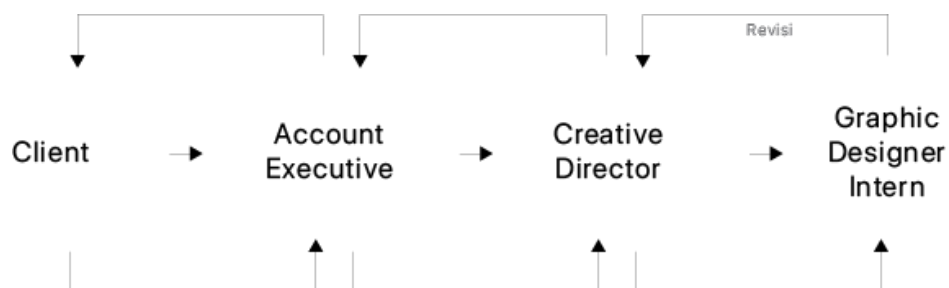 Revisi
Client
Account
Executive
Creative
Director
Graphic
Designer
Intern